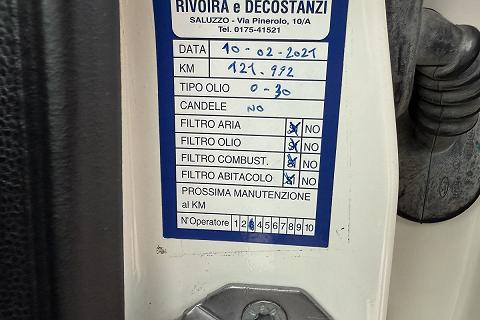 RIVOIRA e DECOSTANZI
SALUZZO - Via Pinerolo, 10/A
Tel. 0175-41521
DATA 10-02-2021
KM 121.992
TIPO OLIO 0-30
CANDELE NO
FILTRO ARIA SI NO
FILTRO OLIO SI NO
FILTRO COMBUST. SI NO
FILTRO ABITACOLO SI NO
PROSSIMA MANUTENZIONE
al KM
N°Operatore 1 2 3 4 5 6 7 8 9 10